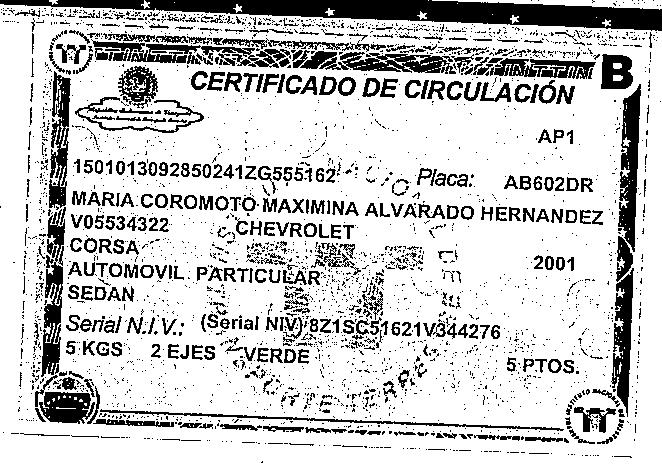 B
CERTIFICADO DE CIRCULACIÓN
AP1
1501013092850241ZG555162 Placa: AB602DR
MARIA COROMOTO MAXIMINA ALVARADO HERNANDEZ
V05534322 CHEVROLET
CORSA 2001
AUTOMOVIL PARTICULAR
SEDAN
Serial N.I.V.: (Serial NIV) 8Z1SC51621V344276
5 KGS 2 EJES VERDE 5 PTOS.